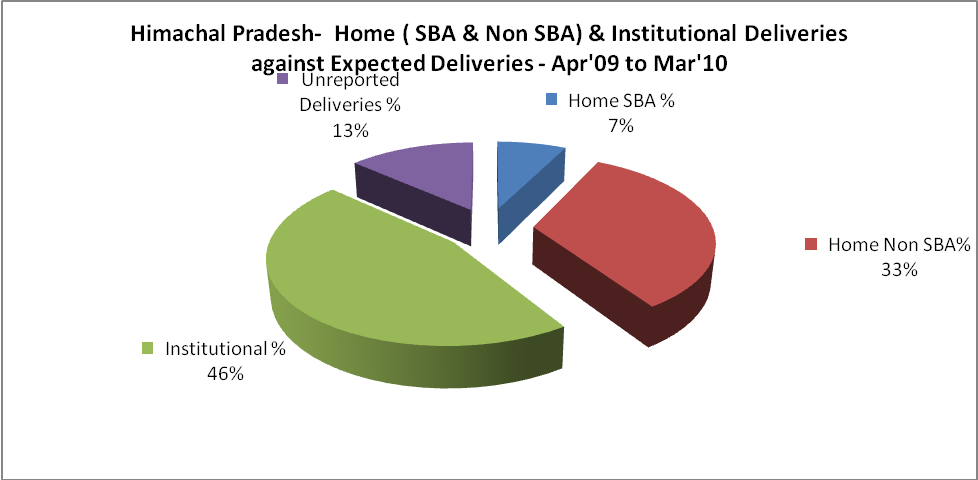 Himachal Pradesh-  Home ( SBA & Non SBA) & Institutional Deliveries
against Expected Deliveries - Apr'09 to Mar'10
Unreported
Deliveries %
13%
Home SBA %
7%
Home Non SBA%
33%
Institutional %
46%